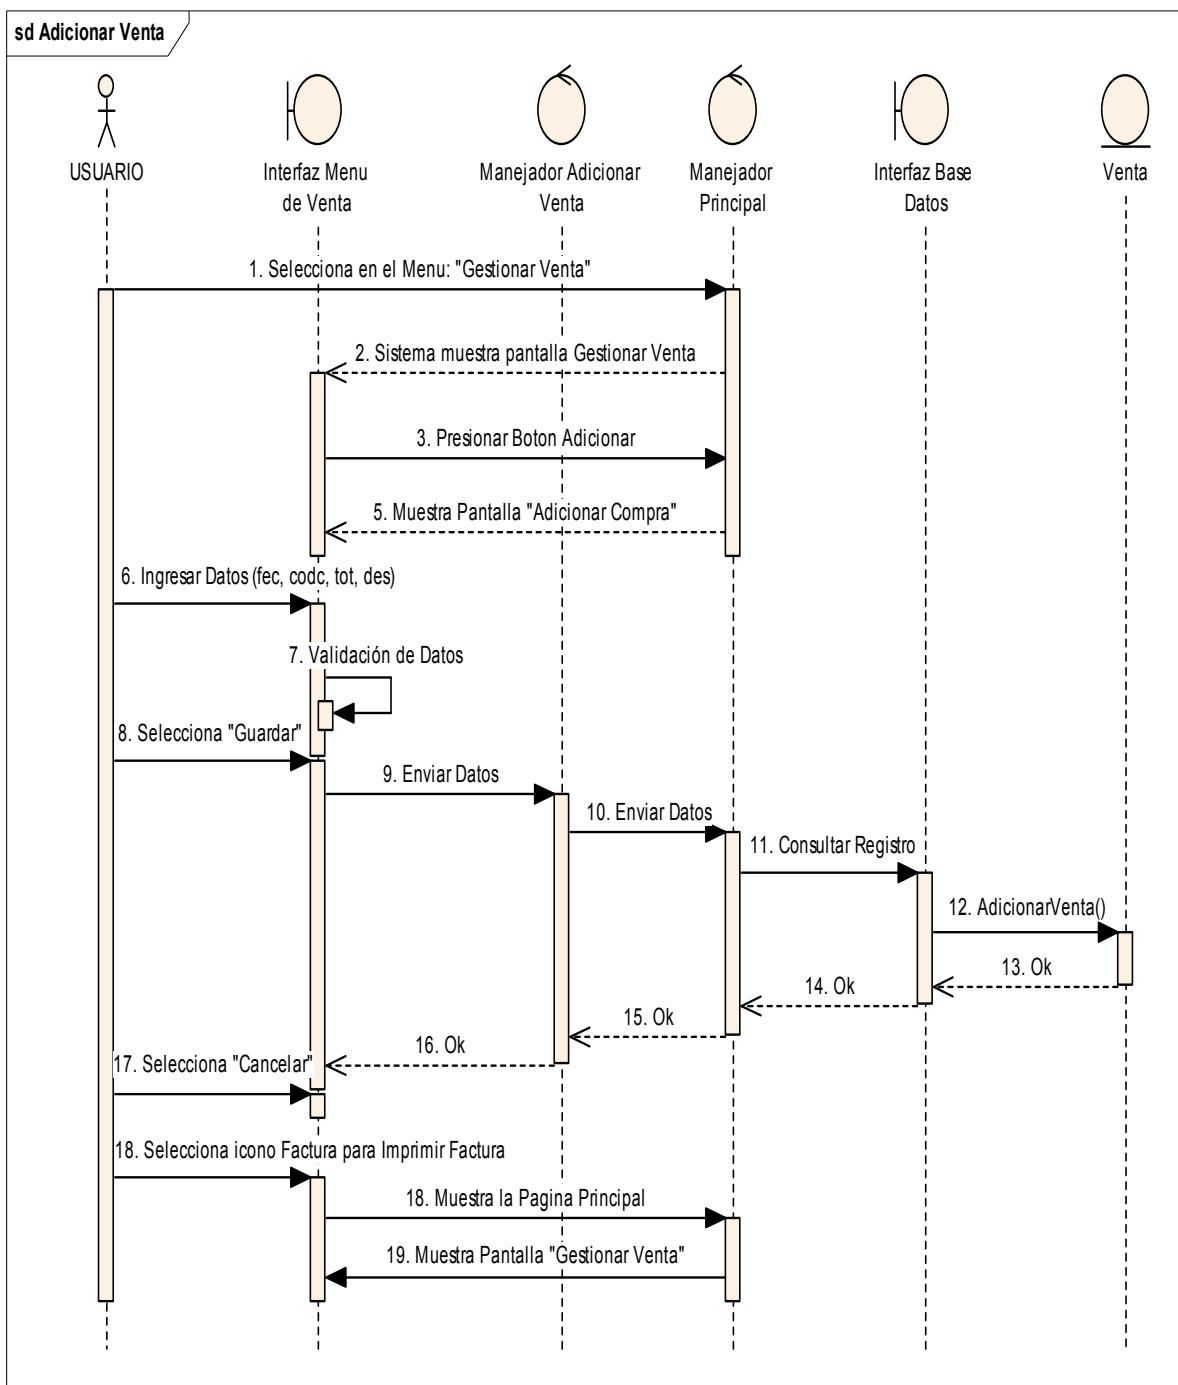 sd Adicionar Venta
USUARIO
Interfaz Menu
de Venta
Manejador Adicionar
Venta
Manejador
Principal
Interfaz Base
Datos
Venta
1. Selecciona en el Menu: "Gestionar Venta"
2. Sistema muestra pantalla Gestionar Venta
3. Presionar Boton Adicionar
5. Muestra Pantalla "Adicionar Compra"
6. Ingresar Datos (fec, codc, tot, des)
7. Validación de Datos
8. Selecciona "Guardar"
9. Enviar Datos
10. Enviar Datos
11. Consultar Registro
12. AdicionarVenta()
13. Ok
14. Ok
15. Ok
16. Ok
17. Selecciona "Cancelar"
18. Selecciona icono Factura para Imprimir Factura
18. Muestra la Pagina Principal
19. Muestra Pantalla "Gestionar Venta"